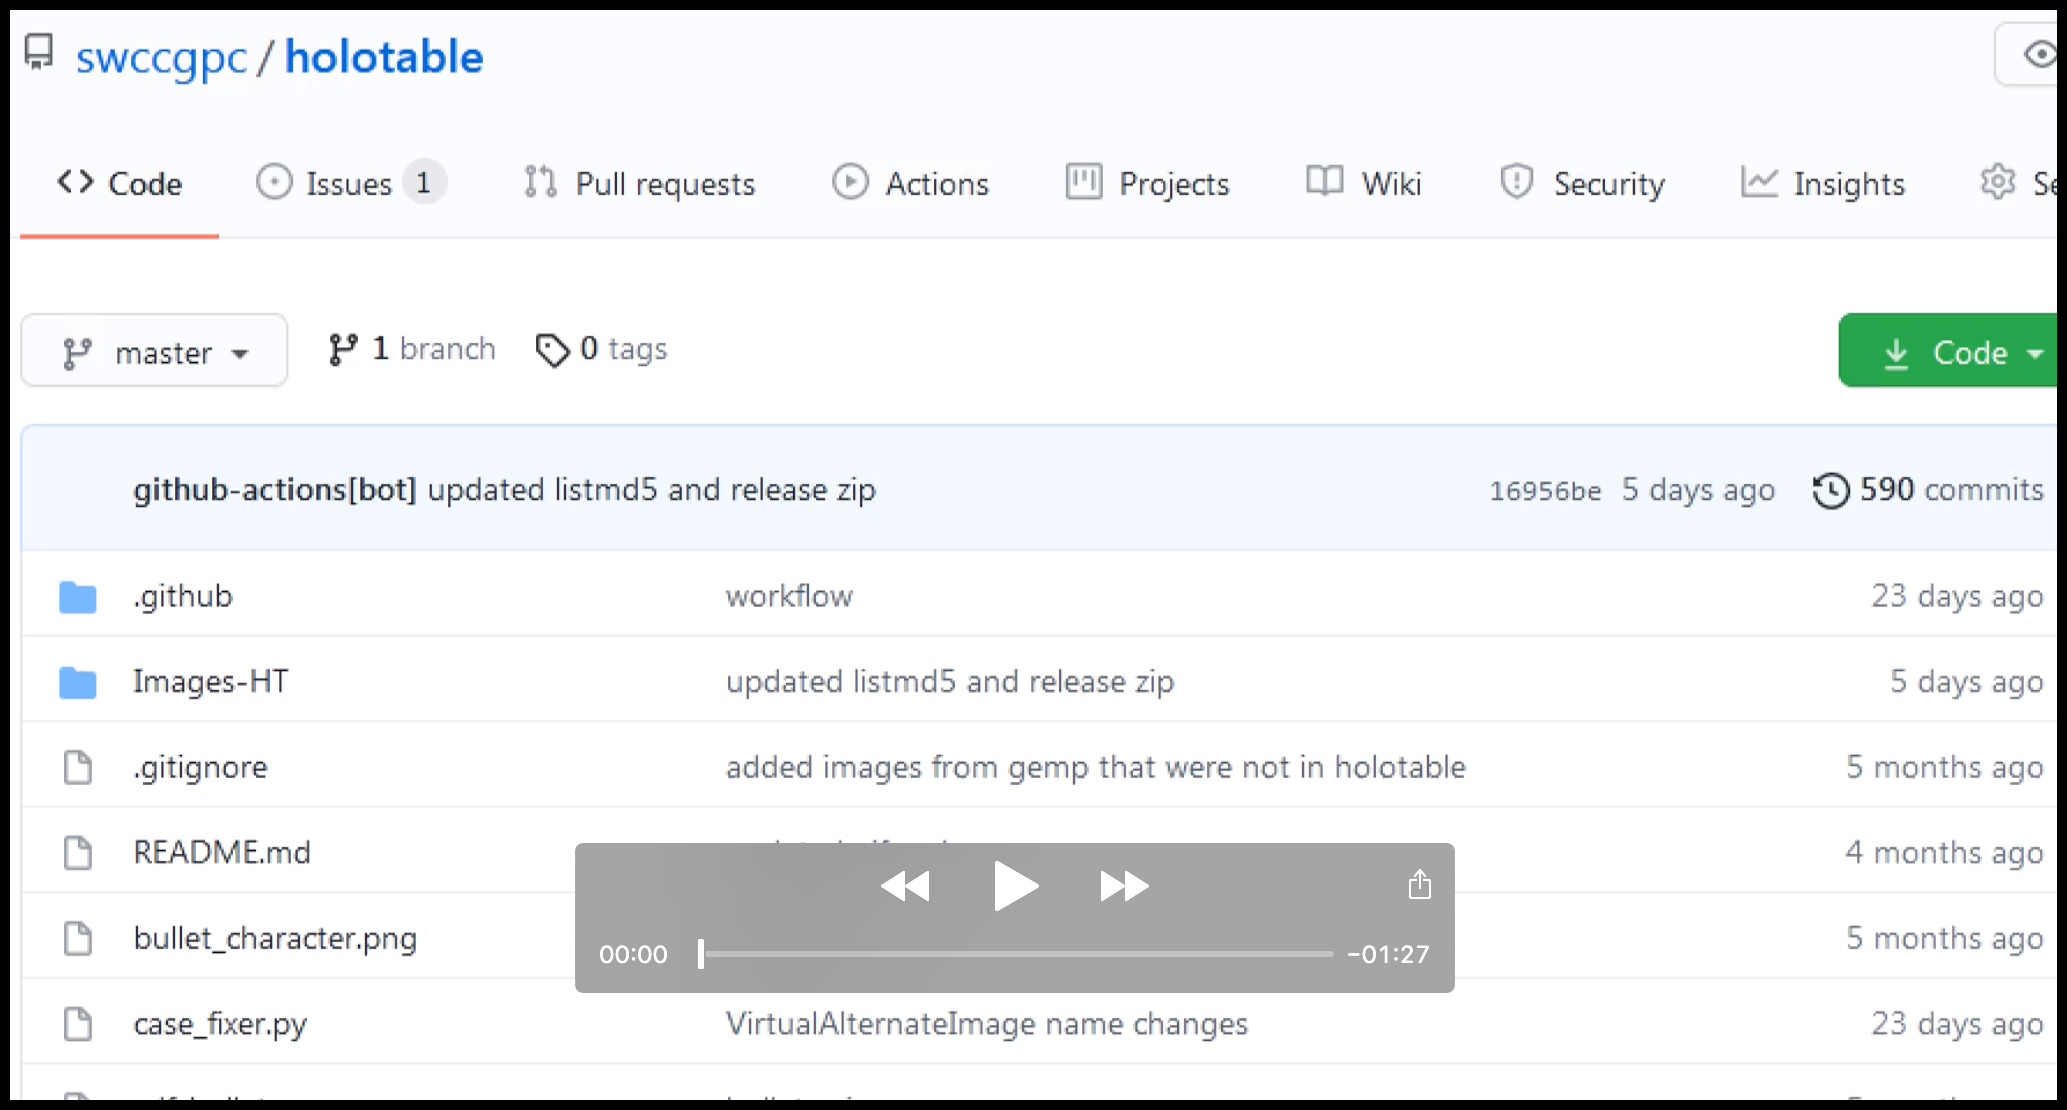 swccgpc / holotable
Code Issues 1 Pull requests Actions Projects Wiki Security Insights
master 1 branch 0 tags Code
github-actions[bot] updated listmd5 and release zip 16956be 5 days ago 590 commits
.github workflow 23 days ago
Images-HT updated listmd5 and release zip 5 days ago
.gitignore added images from gemp that were not in holotable 5 months ago
README.md 4 months ago
bullet_character.png 5 months ago
00:00 −01:27
case_fixer.py VirtualAlternateImage name changes 23 days ago